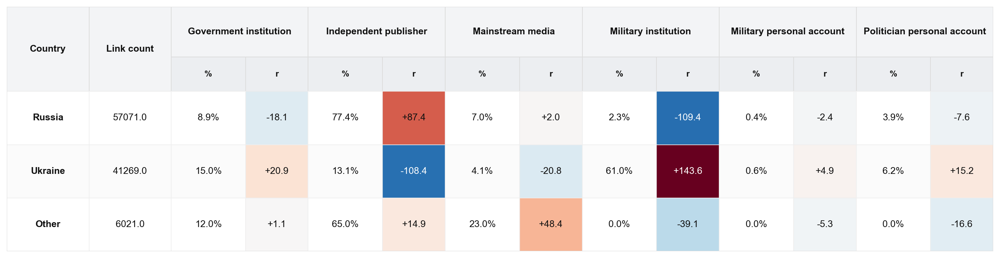 Country Link count Government institution Independent publisher Mainstream media Military institution Military personal account Politician personal account
% r % r % r % r % r % r
Russia 57071.0 8.9% -18.1 77.4% +87.4 7.0% +2.0 2.3% -109.4 0.4% -2.4 3.9% -7.6
Ukraine 41269.0 15.0% +20.9 13.1% -108.4 4.1% -20.8 61.0% +143.6 0.6% +4.9 6.2% +15.2
Other 6021.0 12.0% +1.1 65.0% +14.9 23.0% +48.4 0.0% -39.1 0.0% -5.3 0.0% -16.6